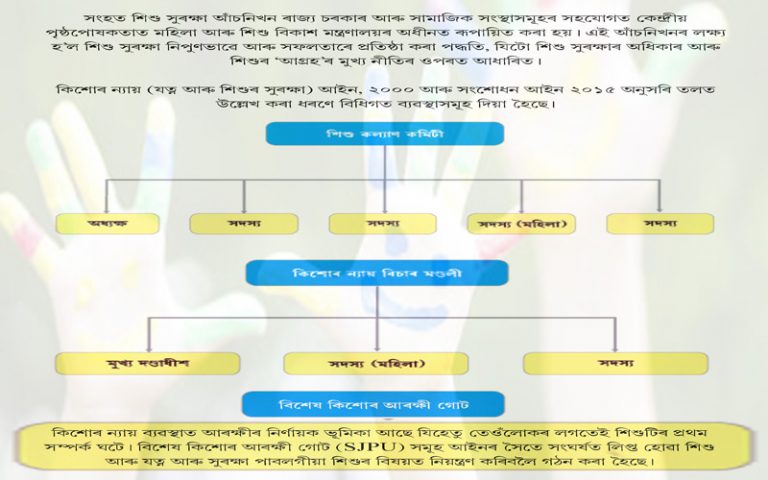 সংহত শিশু সুৰক্ষা আঁচনিখন ৰাজ্য চৰকাৰ আৰু সামাজিক সংস্থাসমূহৰ সহযোগত কেন্দ্ৰীয়
পৃষ্ঠপোষকতাত মহিলা আৰু শিশু বিকাশ মন্ত্ৰণালয়ৰ অধীনত ৰূপায়িত কৰা হয়। এই আঁচনিখনৰ লক্ষ্য
হ'ল শিশু সুৰক্ষা নিপুণভাৱে আৰু সফলতাৰে প্ৰতিষ্ঠা কৰা পদ্ধতি, যিটো শিশু সুৰক্ষাৰ অধিকাৰ আৰু
শিশুৰ 'আগ্ৰহ'ৰ মুখ্য নীতিৰ ওপৰত আধাৰিত।
কিশোৰ ন্যায় (যত্ন আৰু শিশুৰ সুৰক্ষা) আইন, ২০০০ আৰু সংশোধন আইন ২০১৫ অনুসৰি তলত
উল্লেখ কৰা ধৰণে বিধিগত ব্যৱস্থাসমূহ দিয়া হৈছে।
শিশু কল্যাণ কমিটী
অধ্যক্ষ সদস্য সদস্য সদস্য (মহিলা) সদস্য
কিশোৰ ন্যায় বিচাৰ মণ্ডলী
মুখ্য দণ্ডাধীশ সদস্য (মহিলা) সদস্য
বিশেষ কিশোৰ আৰক্ষী গোট
কিশোৰ ন্যায় ব্যৱস্থাত আৰক্ষীৰ নিৰ্ণায়ক ভূমিকা আছে যিহেতু তেওঁলোকৰ লগতেই শিশুটিৰ প্ৰথম
সম্পৰ্ক ঘটে। বিশেষ কিশোৰ আৰক্ষী গোট (SJPU) সমূহ আইনৰ সৈতে সংঘৰ্ষত লিপ্ত হোৱা শিশু
আৰু যত্ন আৰু সুৰক্ষা পাবলগীয়া শিশুৰ বিষয়ত নিয়ন্ত্ৰণ কৰিবলৈ গঠন কৰা হৈছে।